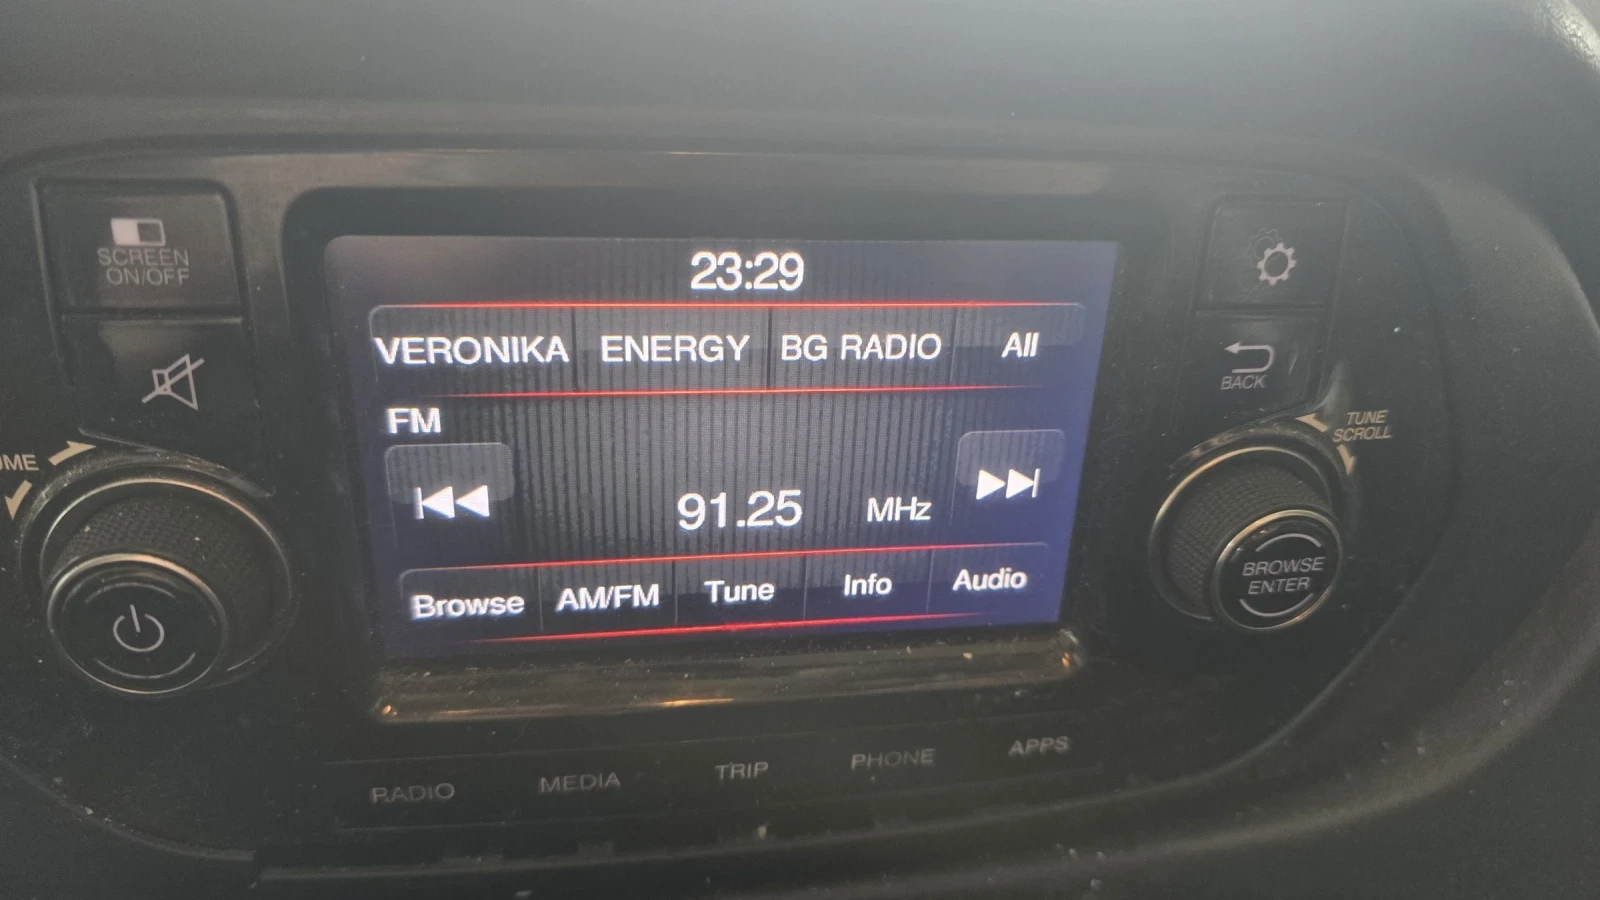 SCREEN
ON/OFF
23:29
VERONIKA ENERGY BG RADIO All
BACK
FM
TUNE
SCROLL
91.25 MHz
BROWSE
ENTER
Browse AM/FM Tune Info Audio
RADIO MEDIA TRIP PHONE APPS